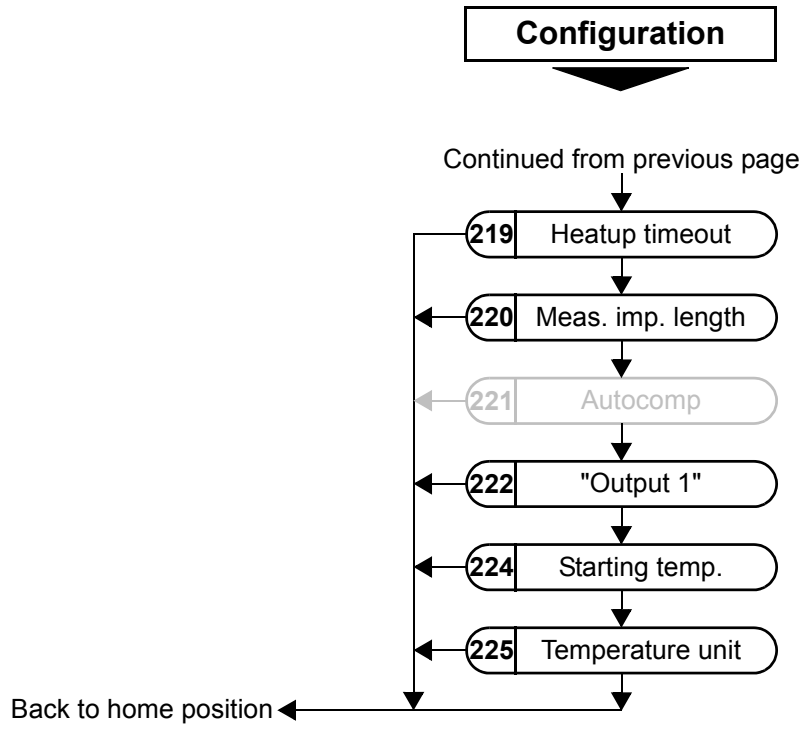 Configuration
Continued from previous page
219 Heatup timeout
220 Meas. imp. length
221 Autocomp
222 "Output 1"
224 Starting temp.
225 Temperature unit
Back to home position